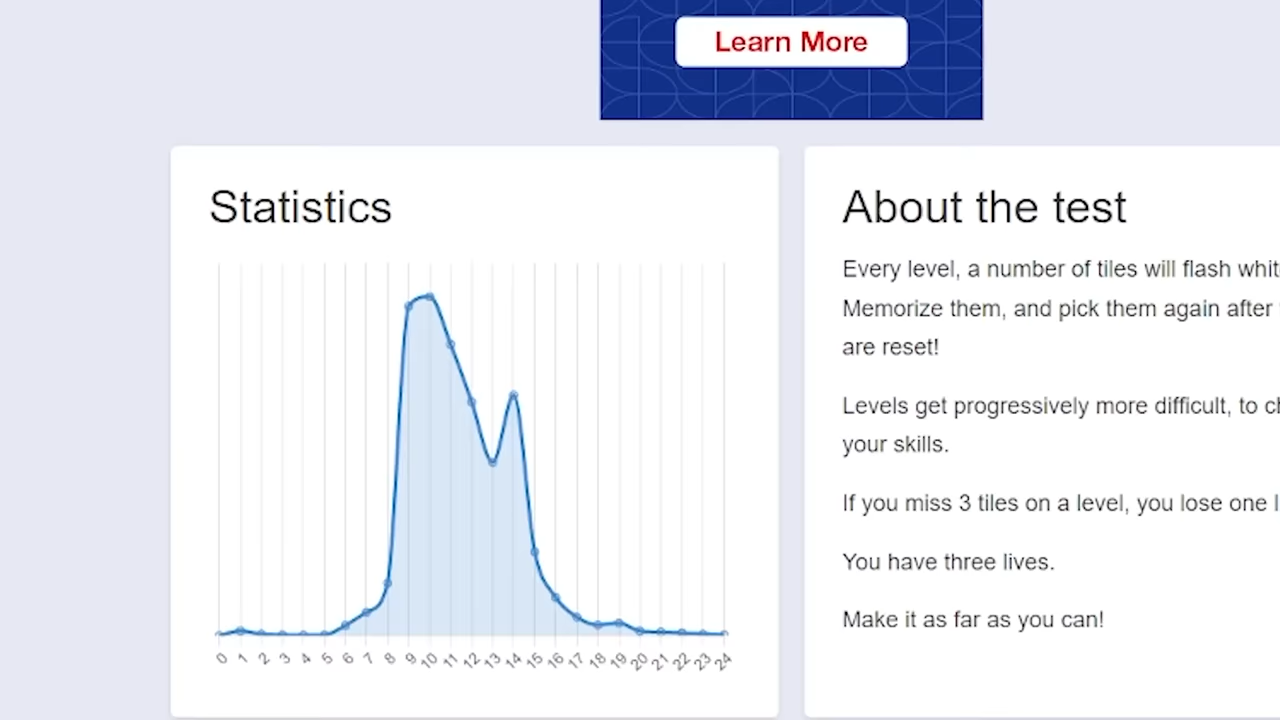 Learn More
Statistics
0 1 2 3 4 5 6 7 8 9 10 11 12 13 14 15 16 17 18 19 20 21 22 23 24
About the test
Every level, a number of tiles will flash
Memorize them, and pick them again after
are reset!
Levels get progressively more difficult, to
your skills.
If you miss 3 tiles on a level, you lose one
You have three lives.
Make it as far as you can!